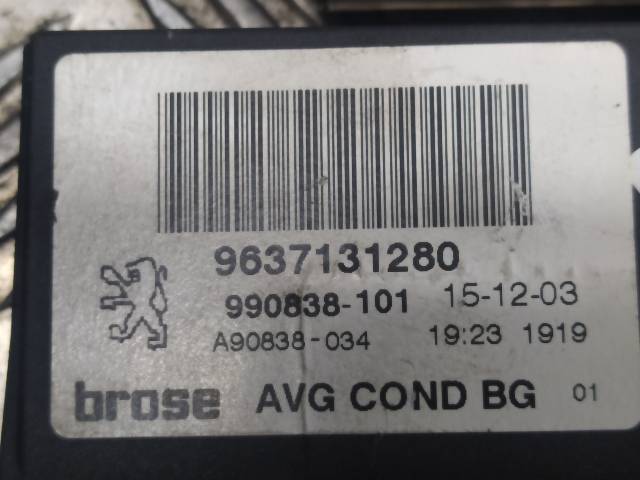 9637131280
990838-101 15-12-03
A90838-034 19:23 1919
brose AVG COND BG 01